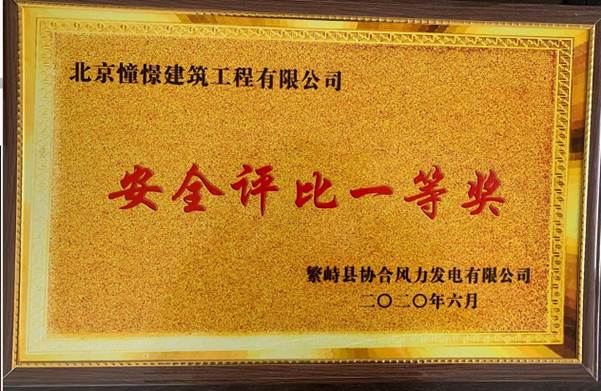 北京憧憬建筑工程有限公司
安全评比一等奖
繁峙县协合风力发电有限公司
二〇二〇年六月